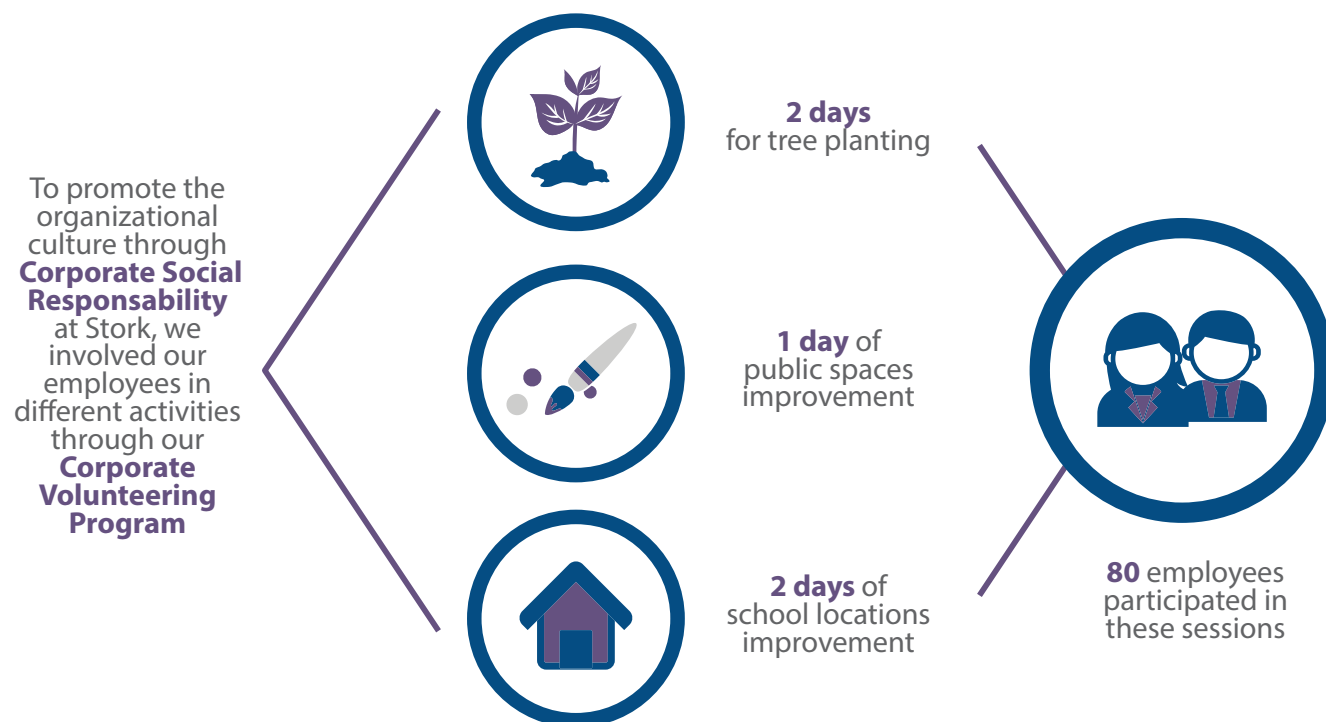 To promote the
organizational
culture through
Corporate Social
Responsability
at Stork, we
involved our
employees in
different activities
through our
Corporate
Volunteering
Program
2 days
for tree planting
1 day of
public spaces
improvement
2 days of
school locations
improvement
80 employees
participated in
these sessions